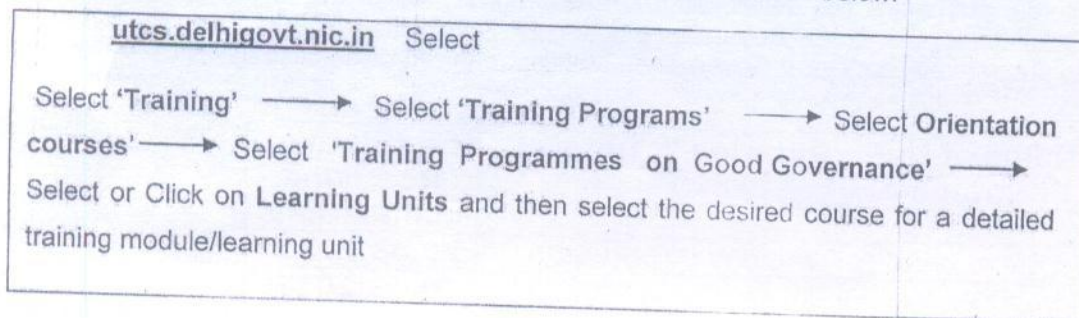 utcs.delhigovt.nic.in Select
Select 'Training' ⟶ Select 'Training Programs' ⟶ Select Orientation
courses' ⟶ Select 'Training Programmes on Good Governance' ⟶
Select or Click on Learning Units and then select the desired course for a detailed
training module/learning unit